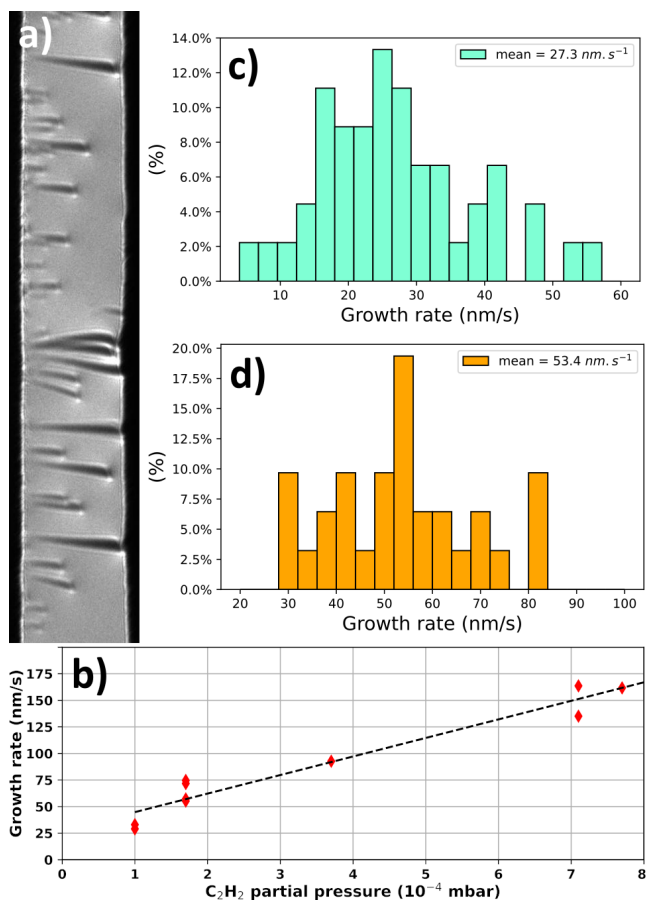 a)
c)
mean = 27.3 nm.s⁻¹
14.0%
12.0%
10.0%
8.0%
6.0%
4.0%
2.0%
0.0%
(%)
10 20 30 40 50 60
Growth rate (nm/s)
d)
mean = 53.4 nm.s⁻¹
20.0%
17.5%
15.0%
12.5%
10.0%
7.5%
5.0%
2.5%
0.0%
(%)
20 30 40 50 60 70 80 90 100
Growth rate (nm/s)
b)
175
150
125
100
75
50
25
0
Growth rate (nm/s)
0 1 2 3 4 5 6 7 8
C₂H₂ partial pressure (10⁻⁴ mbar)